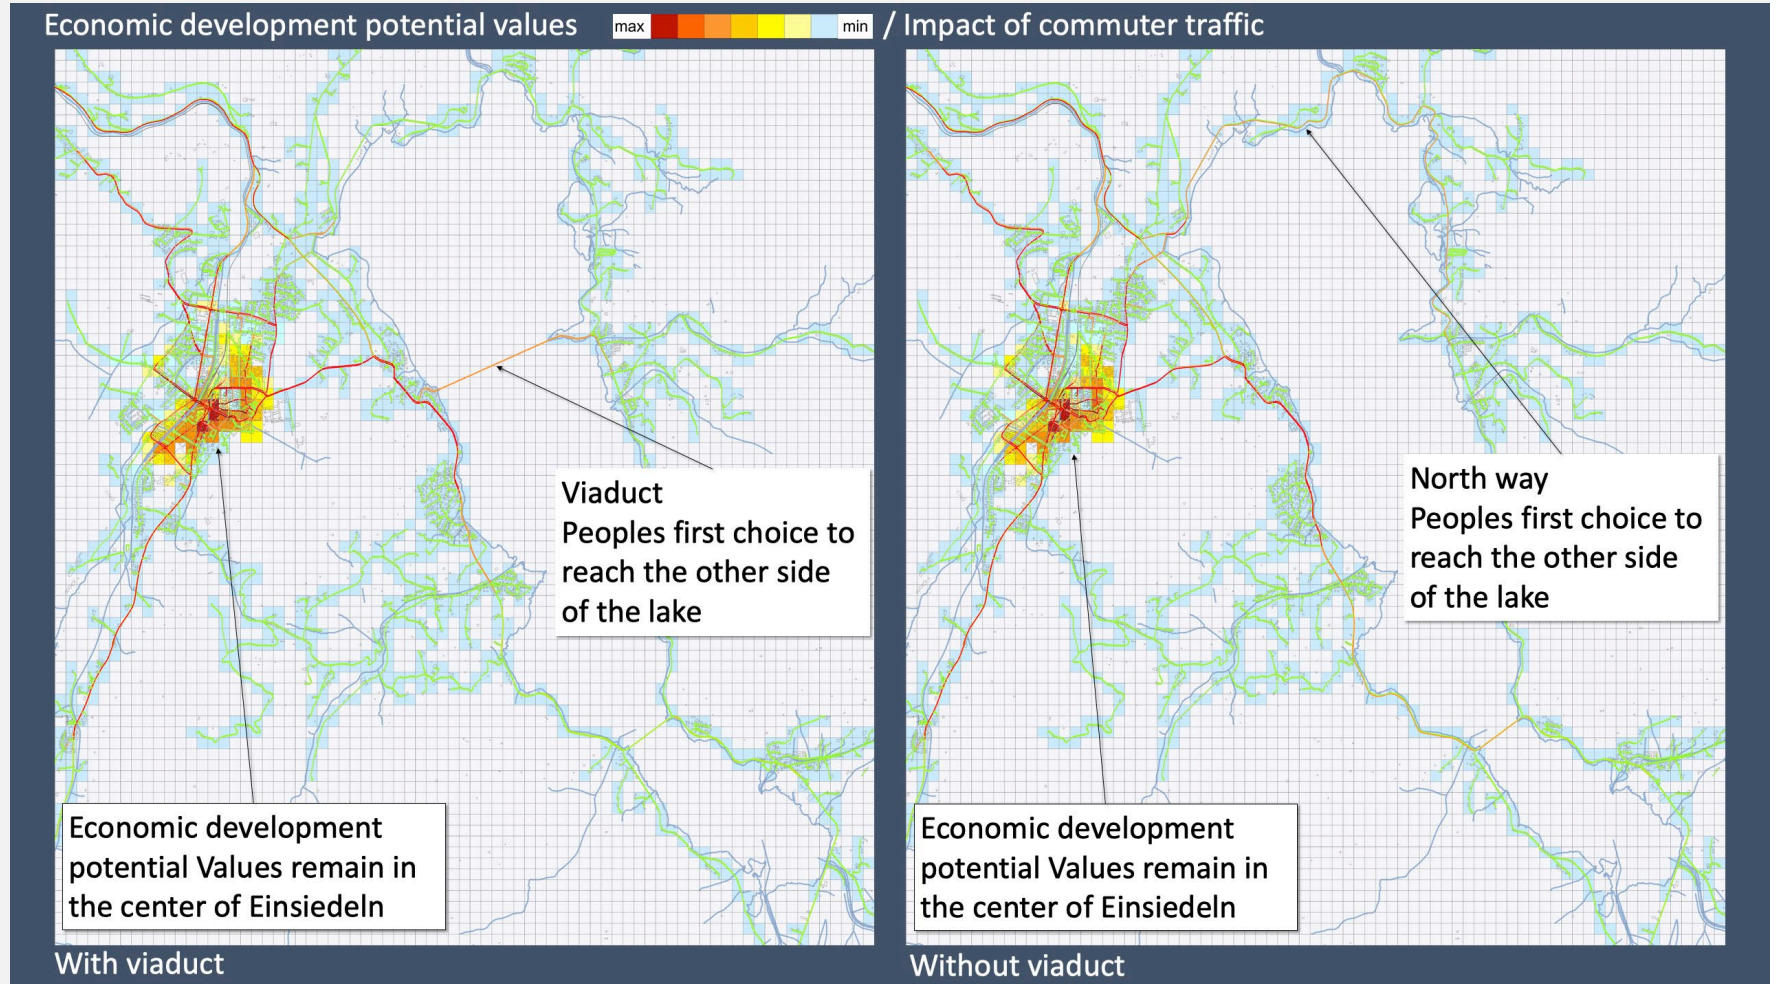 Economic development potential values max min / Impact of commuter traffic
Viaduct
Peoples first choice to
reach the other side
of the lake
Economic development
potential Values remain in
the center of Einsiedeln
With viaduct
North way
Peoples first choice to
reach the other side
of the lake
Economic development
potential Values remain in
the center of Einsiedeln
Without viaduct